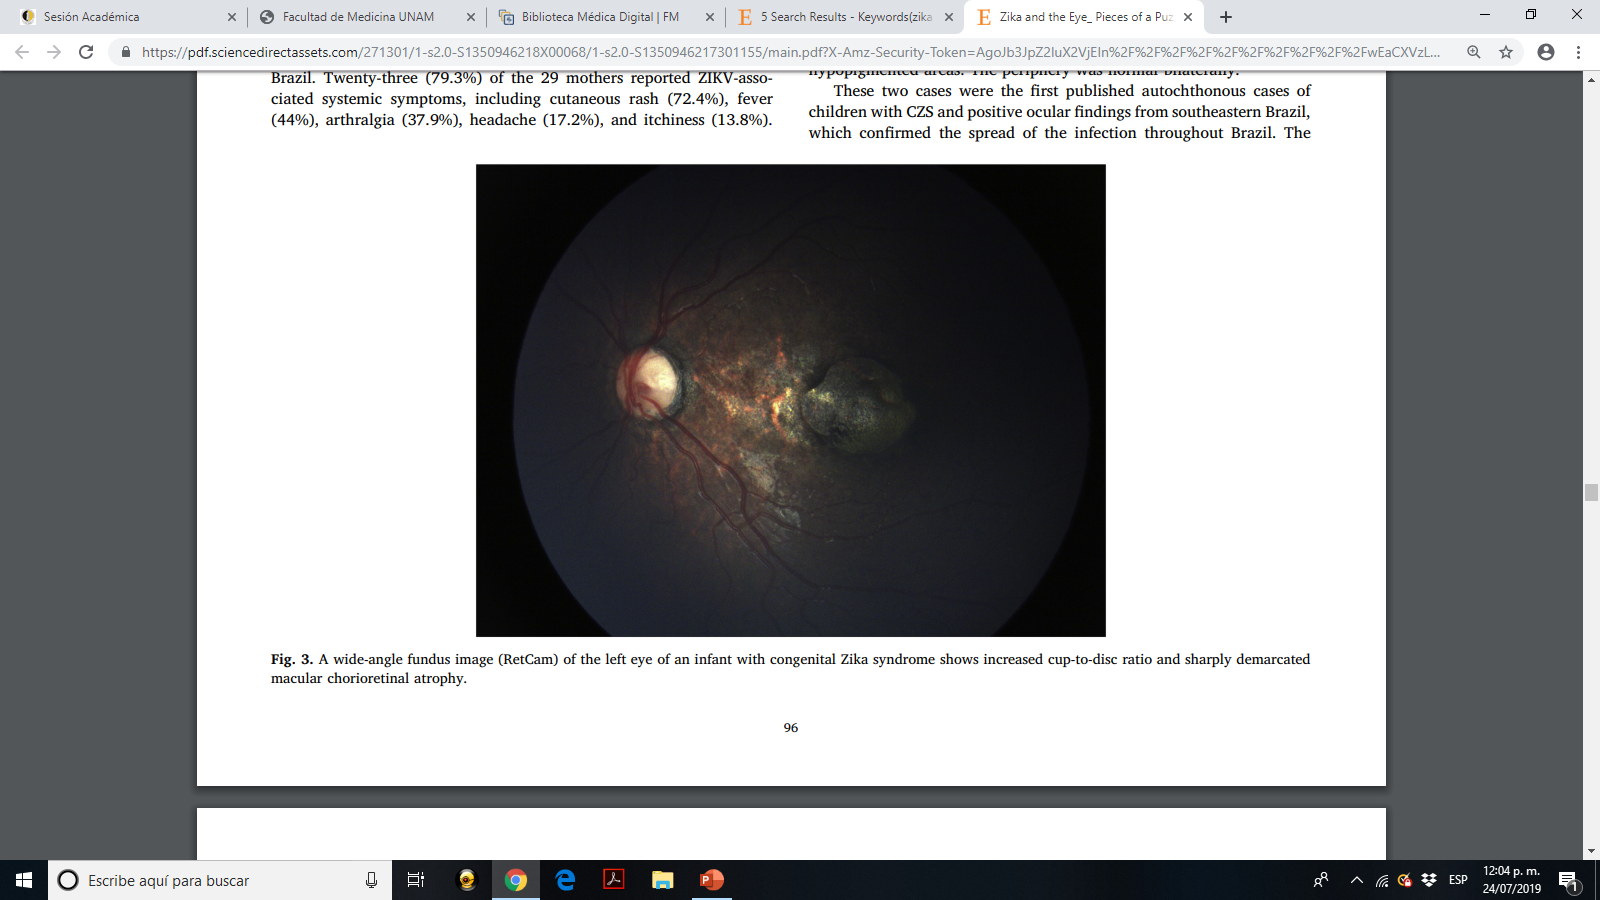 Sesión Académica
Facultad de Medicina UNAM
Biblioteca Médica Digital | FM
5 Search Results - Keywords(zika
Zika and the Eye_ Pieces of a Puz
https://pdf.sciencedirectassets.com/271301/1-s2.0-S1350946218X00068/1-s2.0-S1350946217301155/main.pdf?X-Amz-Security-Token=AgoJb3JpZ2luX2VjEIn%2F%2F%2F%2F%2F%2F%2F%2F%2F%2FwEaCXVzL...
Brazil. Twenty-three (79.3%) of the 29 mothers reported ZIKV-asso-
ciated systemic symptoms, including cutaneous rash (72.4%), fever
(44%), arthralgia (37.9%), headache (17.2%), and itchiness (13.8%).
hypopigmented areas. The periphery was normal bilaterally.
These two cases were the first published autochthonous cases of
children with CZS and positive ocular findings from southeastern Brazil,
which confirmed the spread of the infection throughout Brazil. The
Fig. 3. A wide-angle fundus image (RetCam) of the left eye of an infant with congenital Zika syndrome shows increased cup-to-disc ratio and sharply demarcated
macular chorioretinal atrophy.
96
Escribe aquí para buscar
ESP
12:04 p. m.
24/07/2019
1